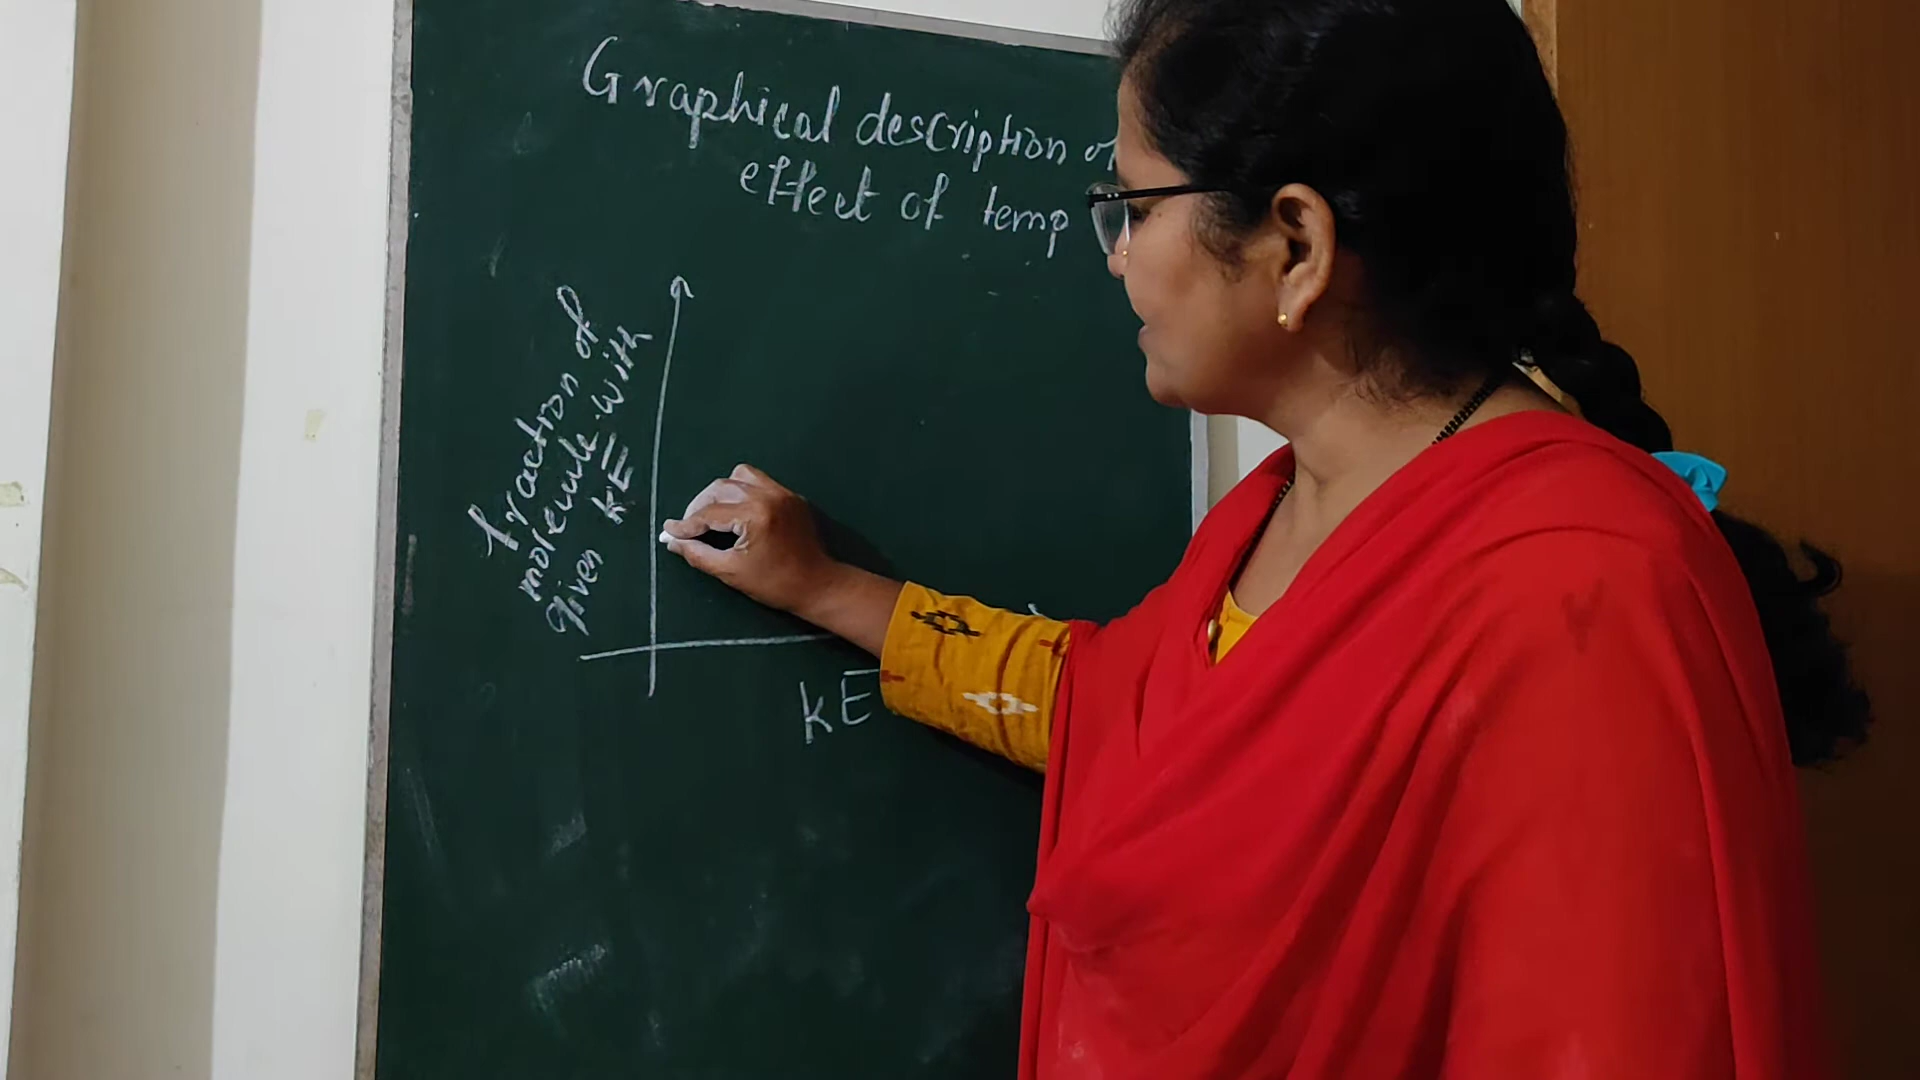 Graphical description of
effect of temp
fraction of
molecule with
given KE
KE